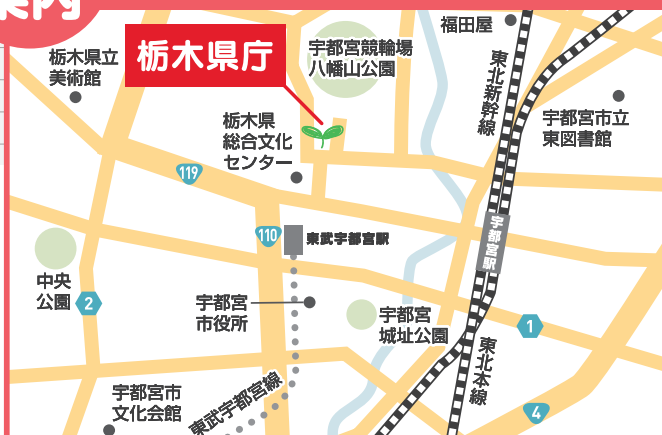 案内
栃木県庁
福田屋
栃木県立
美術館
宇都宮競輪場
八幡山公園
東北新幹線
宇都宮市立
東図書館
栃木県
総合文化
センター
119
110
東武宇都宮駅
宇都宮駅
中央
公園
2
宇都宮
市役所
宇都宮
城址公園
1
東北本線
宇都宮市
文化会館
東武宇都宮線
4